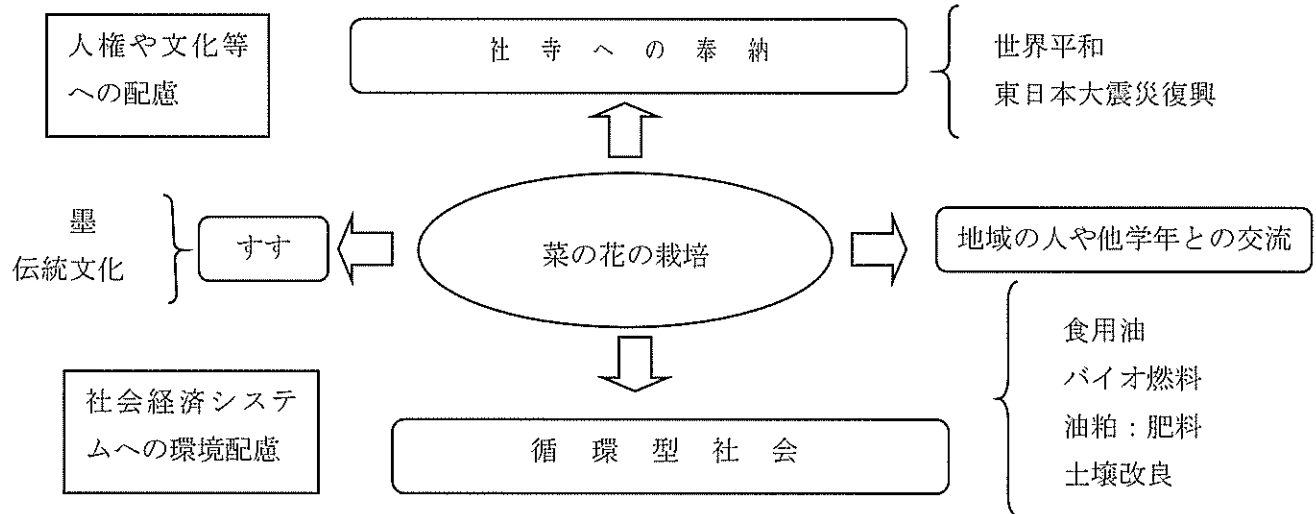 人権や文化等
への配慮
社寺への奉納
世界平和
東日本大震災復興
墨
伝統文化
すす
菜の花の栽培
地域の人や他学年との交流
社会経済システ
ムへの環境配慮
循環型社会
食用油
バイオ燃料
油粕：肥料
土壌改良